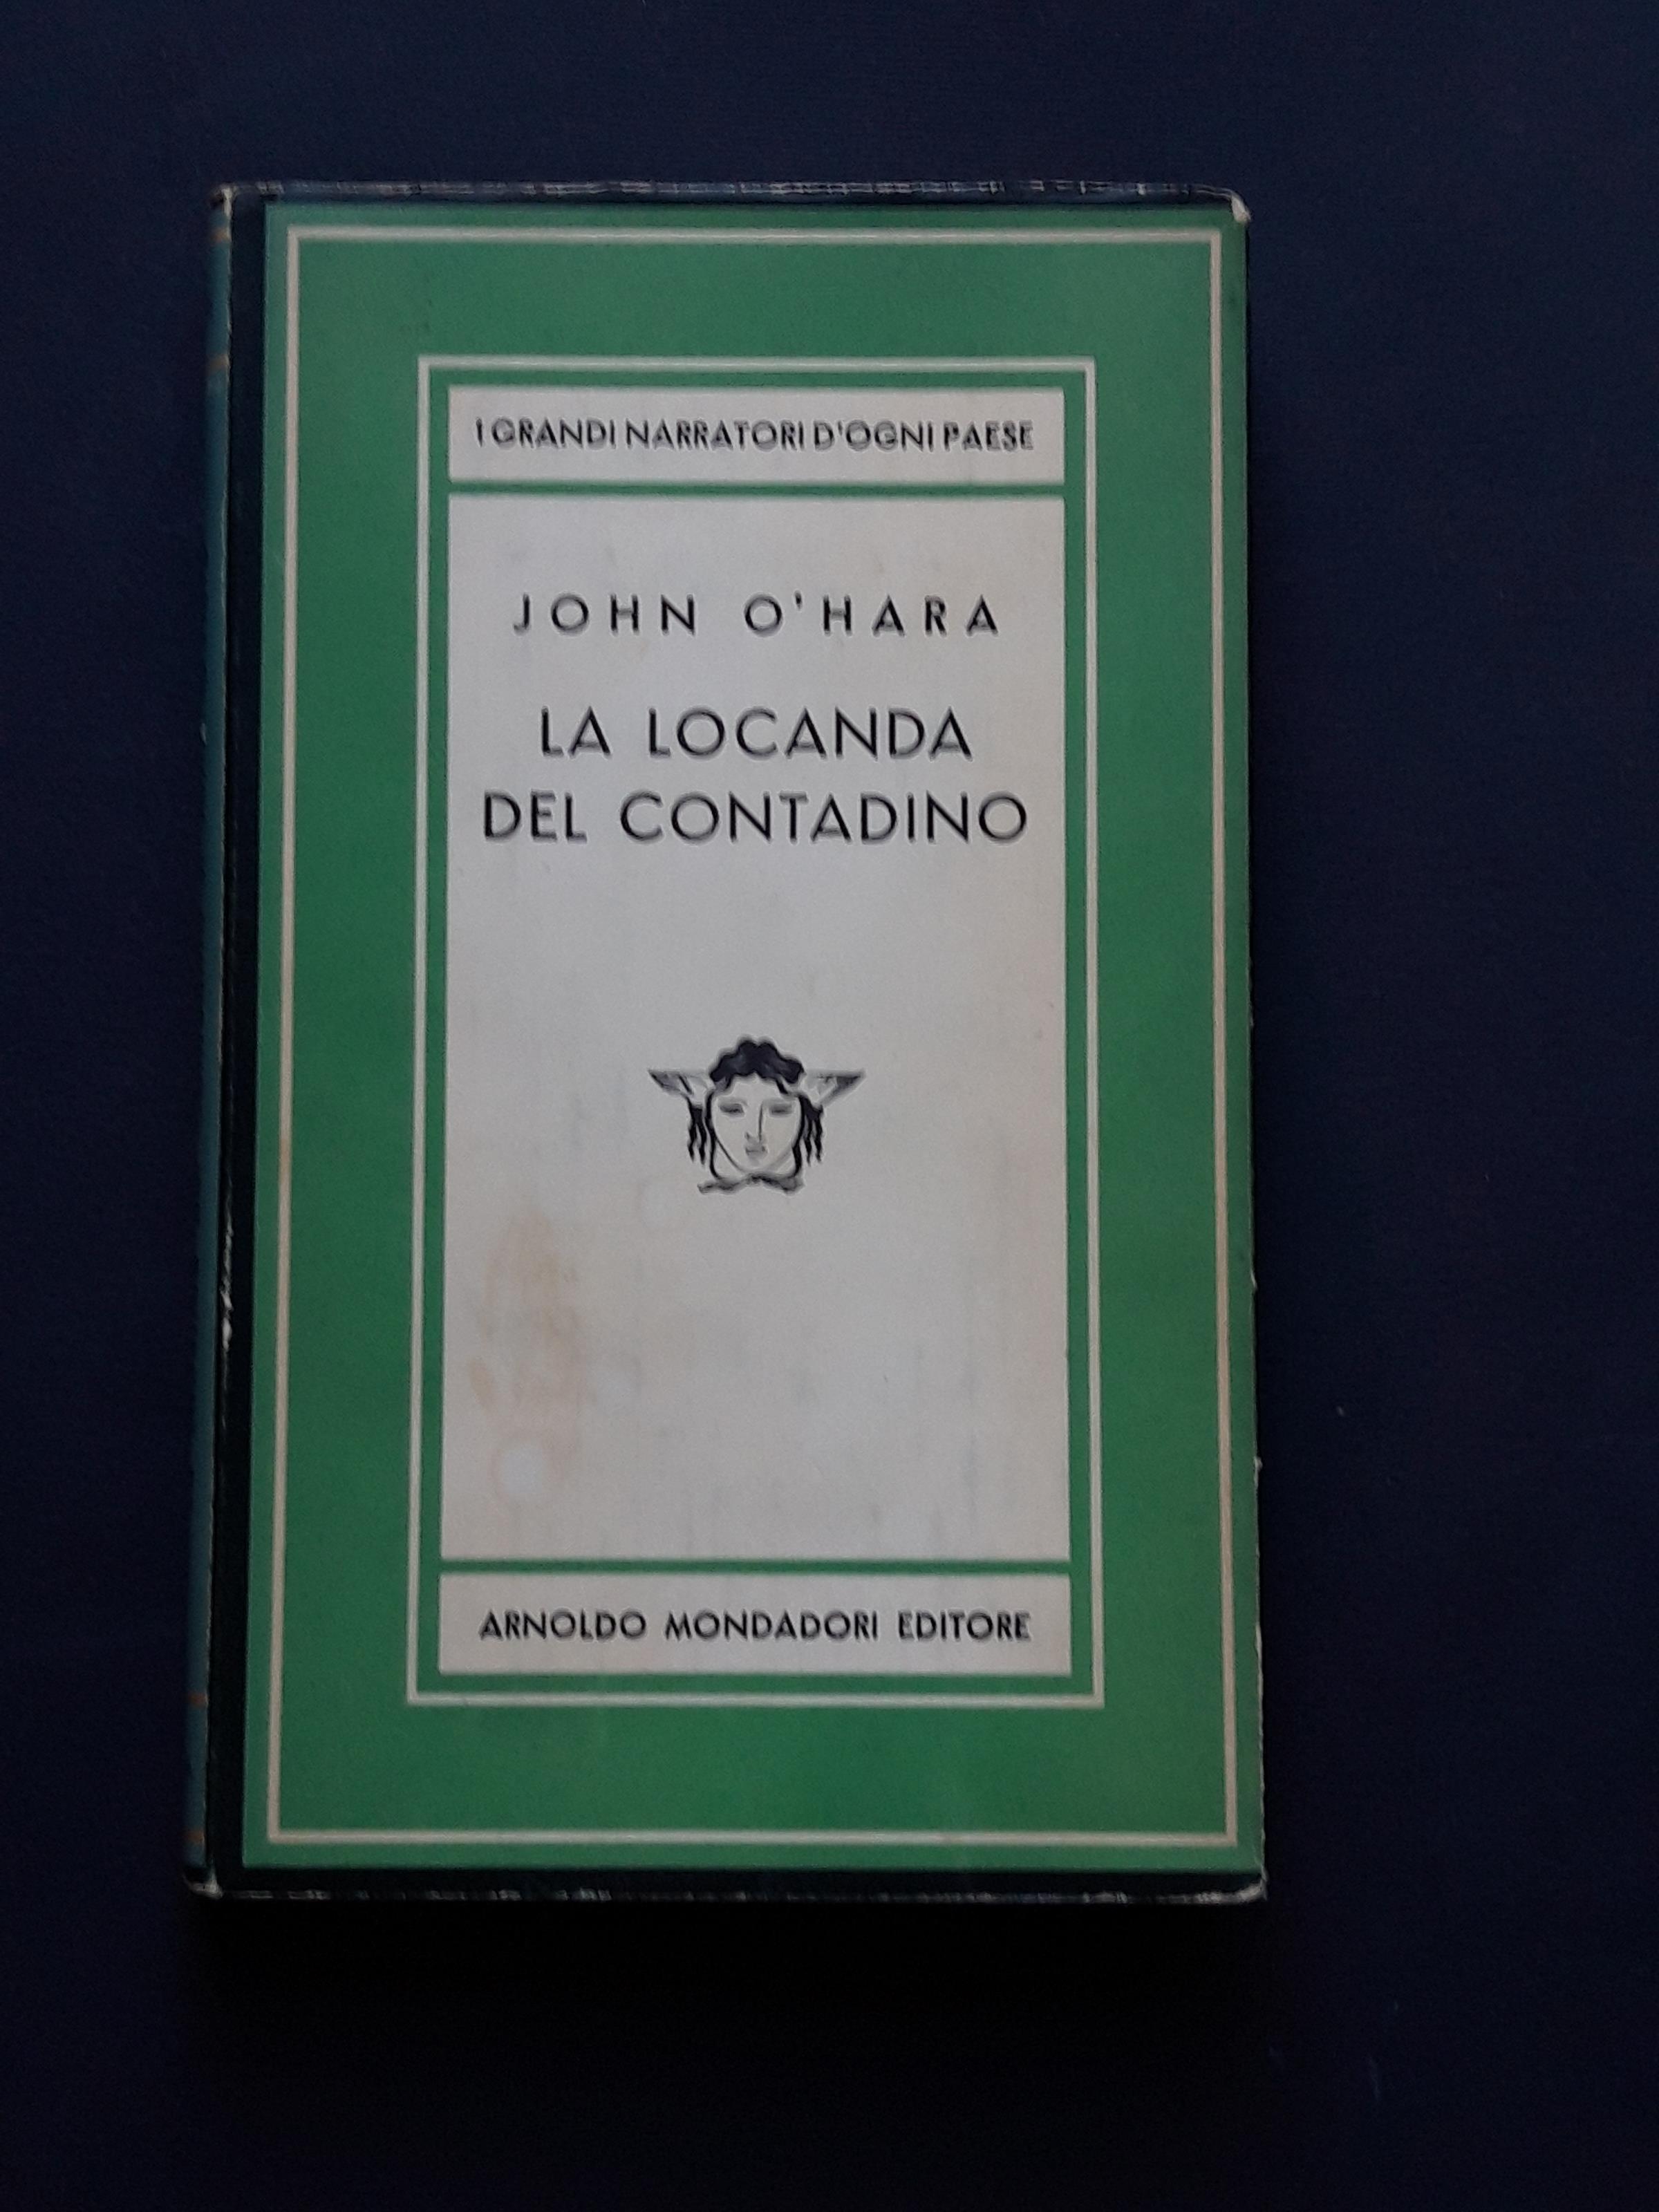 I GRANDI NARRATORI D'OGNI PAESE
JOHN O'HARA
LA LOCANDA
DEL CONTADINO
ARNOLDO MONDADORI EDITORE